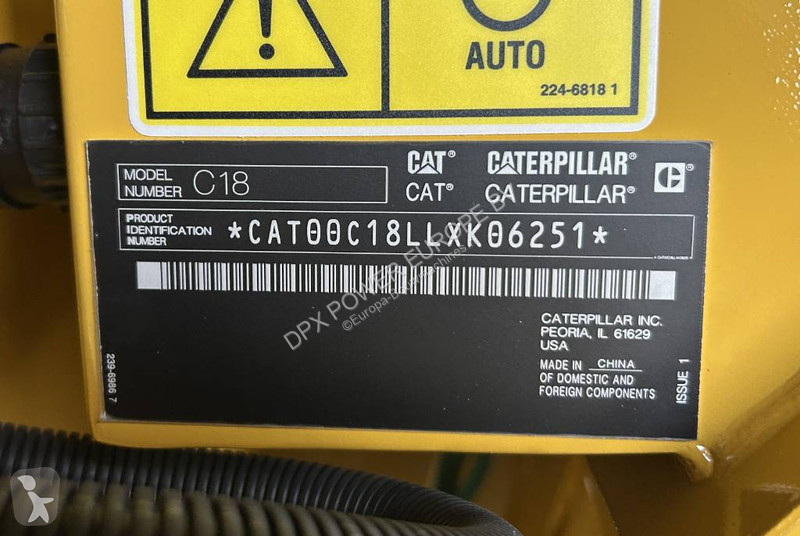 AUTO
224-6818 1
MODEL NUMBER C18
CAT® CATERPILLAR®
CAT® CATERPILLAR®
PRODUCT IDENTIFICATION NUMBER *CAT00C18LLXK06251*
DPX POWER EUROPE BV
CATERPILLAR INC.
PEORIA, IL 61629
USA
MADE IN CHINA
OF DOMESTIC AND
FOREIGN COMPONENTS
239-6986 7
ISSUE 1